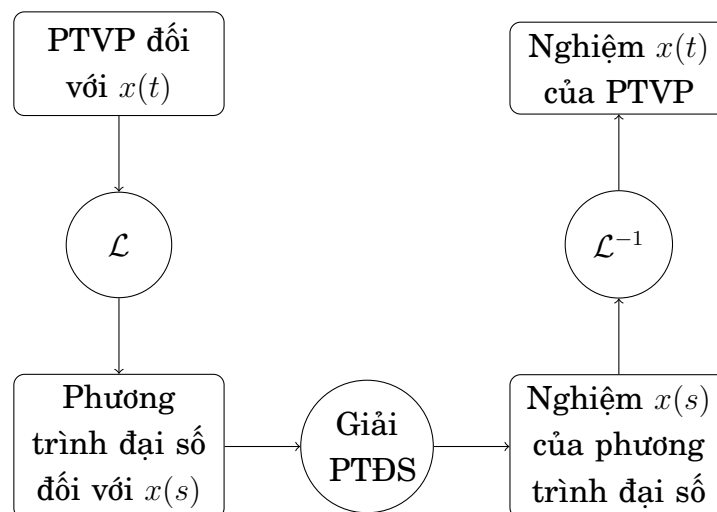 PTVP đối
với x(t)
Nghiệm x(t)
của PTVP
ℒ
ℒ⁻¹
Phương
trình đại số
đối với x(s)
Giải
PTĐS
Nghiệm x(s)
của phương
trình đại số